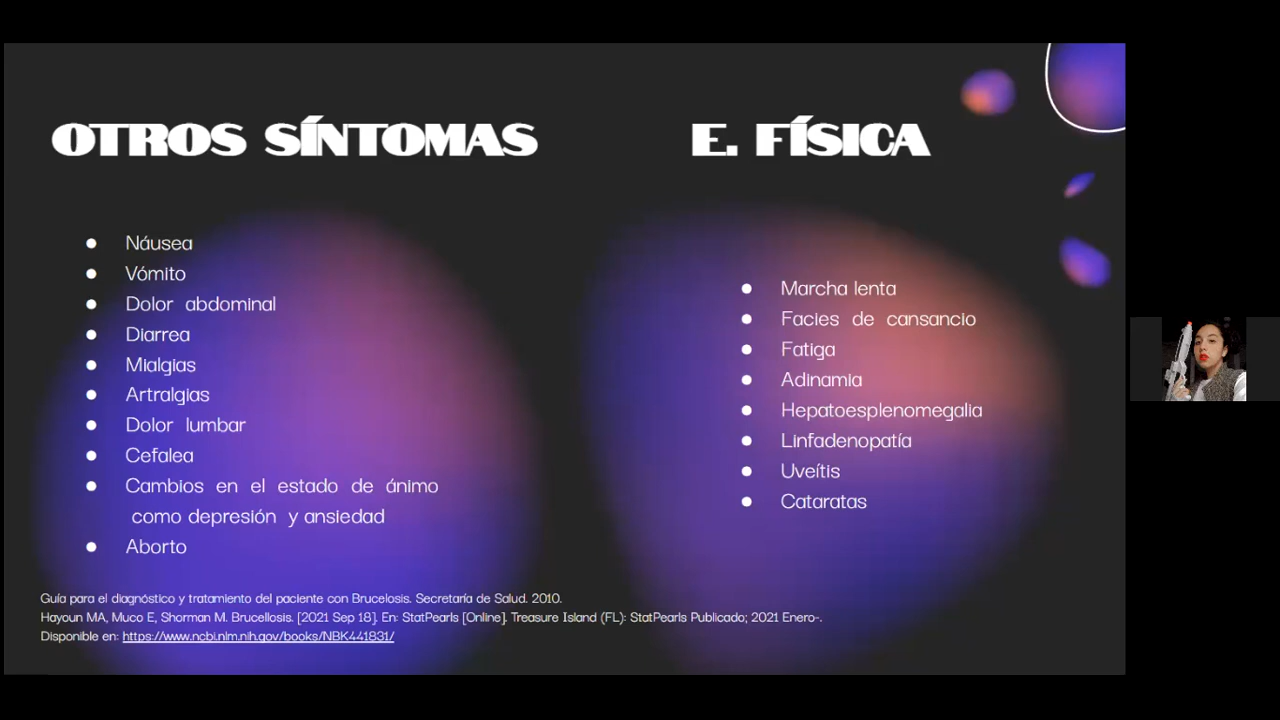 OTROS SÍNTOMAS
● Náusea
● Vómito
● Dolor abdominal
● Diarrea
● Mialgias
● Artralgias
● Dolor lumbar
● Cefalea
● Cambios en el estado de ánimo
como depresión y ansiedad
● Aborto
E. FÍSICA
● Marcha lenta
● Facies de cansancio
● Fatiga
● Adinamia
● Hepatoesplenomegalia
● Linfadenopatía
● Uveítis
● Cataratas
Guía para el diagnóstico y tratamiento del paciente con Brucelosis. Secretaría de Salud. 2010.
Hayoun MA, Muco E, Shorman M. Brucellosis. [2021 Sep 18]. En: StatPearls [Online]. Treasure Island (FL): StatPearls Publicado; 2021 Enero-.
Disponible en: https://www.ncbi.nlm.nih.gov/books/NBK441831/